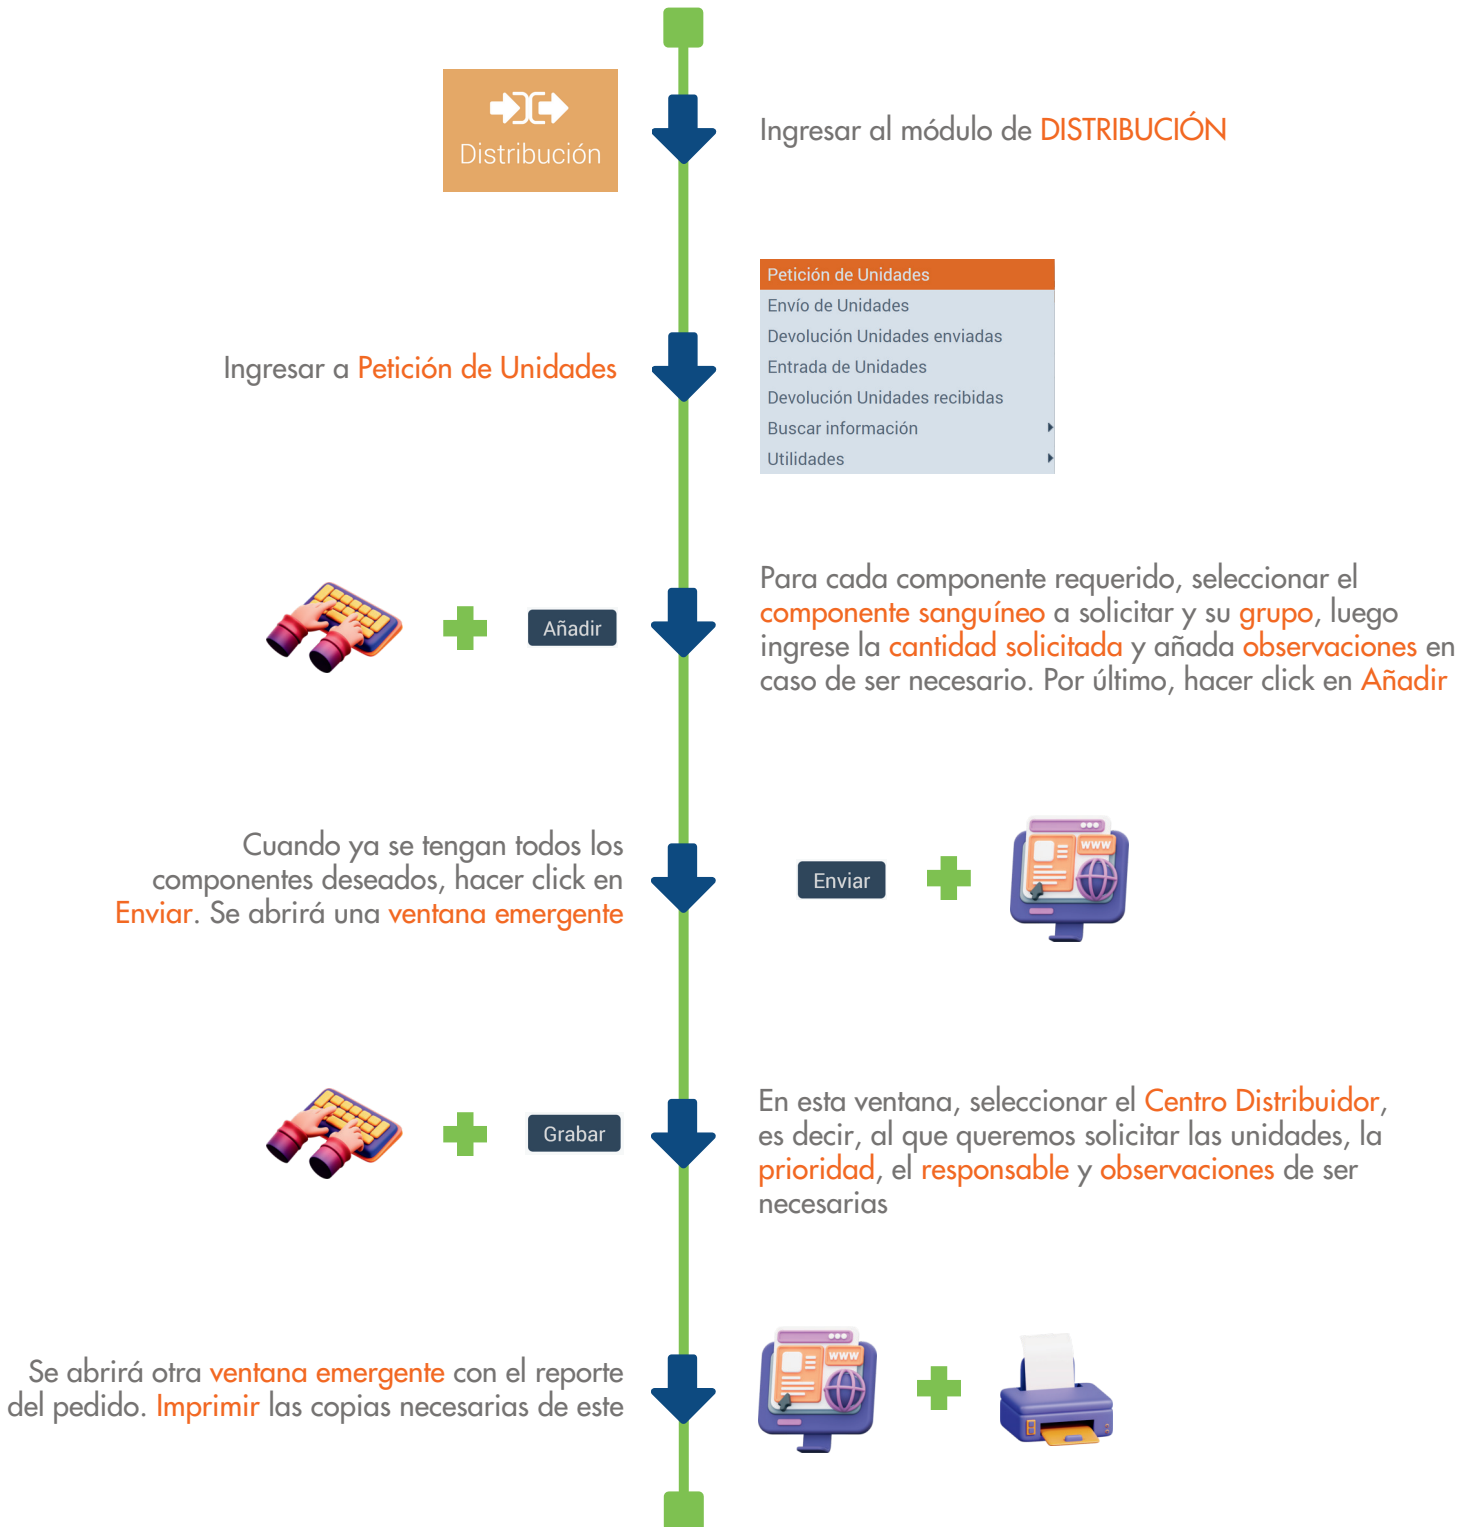 Distribución
Ingresar al módulo de DISTRIBUCIÓN
Ingresar a Petición de Unidades
Petición de Unidades
Envío de Unidades
Devolución Unidades enviadas
Entrada de Unidades
Devolución Unidades recibidas
Buscar información
Utilidades
Añadir
Para cada componente requerido, seleccionar el
componente sanguíneo a solicitar y su grupo, luego
ingrese la cantidad solicitada y añada observaciones en
caso de ser necesario. Por último, hacer click en Añadir
Cuando ya se tengan todos los
componentes deseados, hacer click en
Enviar. Se abrirá una ventana emergente
Enviar
WWW
Grabar
En esta ventana, seleccionar el Centro Distribuidor,
es decir, al que queremos solicitar las unidades, la
prioridad, el responsable y observaciones de ser
necesarias
Se abrirá otra ventana emergente con el reporte
del pedido. Imprimir las copias necesarias de este
WWW